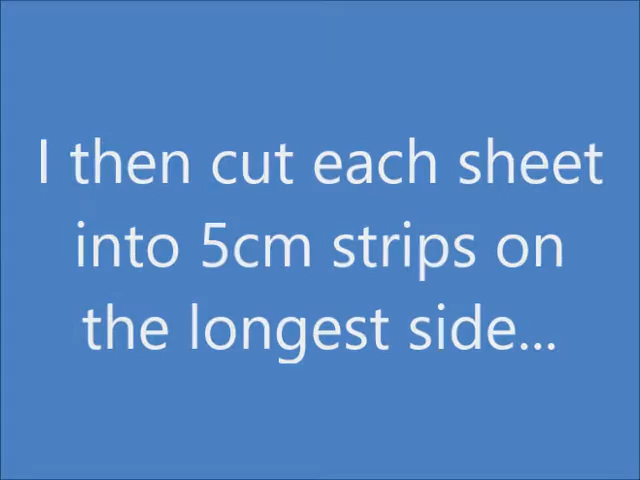 I then cut each sheet
into 5cm strips on
the longest side...